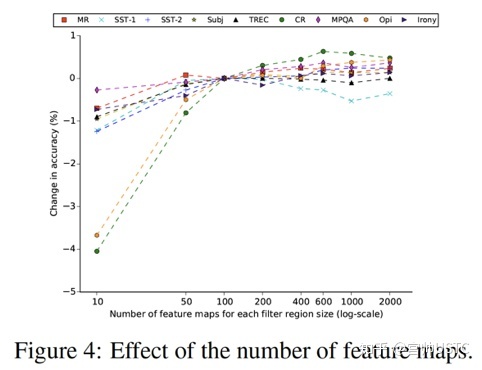 MR SST-1 SST-2 Subj TREC CR MPQA Opi Irony
1
0
−1
−2
−3
−4
−5
Change in accuracy (%)
10 50 100 200 400 600 1000 2000
Number of feature maps for each filter region size (log-scale)
Figure 4: Effect of the number of feature maps.